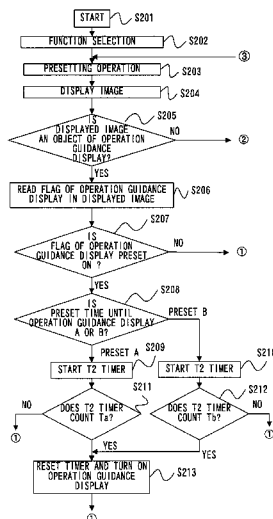 START
S201
FUNCTION SELECTION
S202
③
PRESETTING OPERATION
S203
DISPLAY IMAGE
S204
S205
IS
DISPLAYED IMAGE
AN OBJECT OF OPERATION
GUIDANCE
DISPLAY?
NO
②
YES
READ FLAG OF OPERATION GUIDANCE
DISPLAY IN DISPLAYED IMAGE
S206
S207
IS
FLAG OF OPERATION
GUIDANCE DISPLAY PRESET
ON ?
NO
①
YES
S208
IS
PRESET TIME UNTIL
OPERATION GUIDANCE DISPLAY
A OR B?
PRESET B
PRESET A
S209
START T2 TIMER
S210
START T2 TIMER
S211
NO
DOES T2 TIMER
COUNT Ta?
①
S212
DOES T2 TIMER
COUNT Tb?
NO
①
YES
YES
RESET TIMER AND TURN ON
OPERATION GUIDANCE
DISPLAY
S213
①